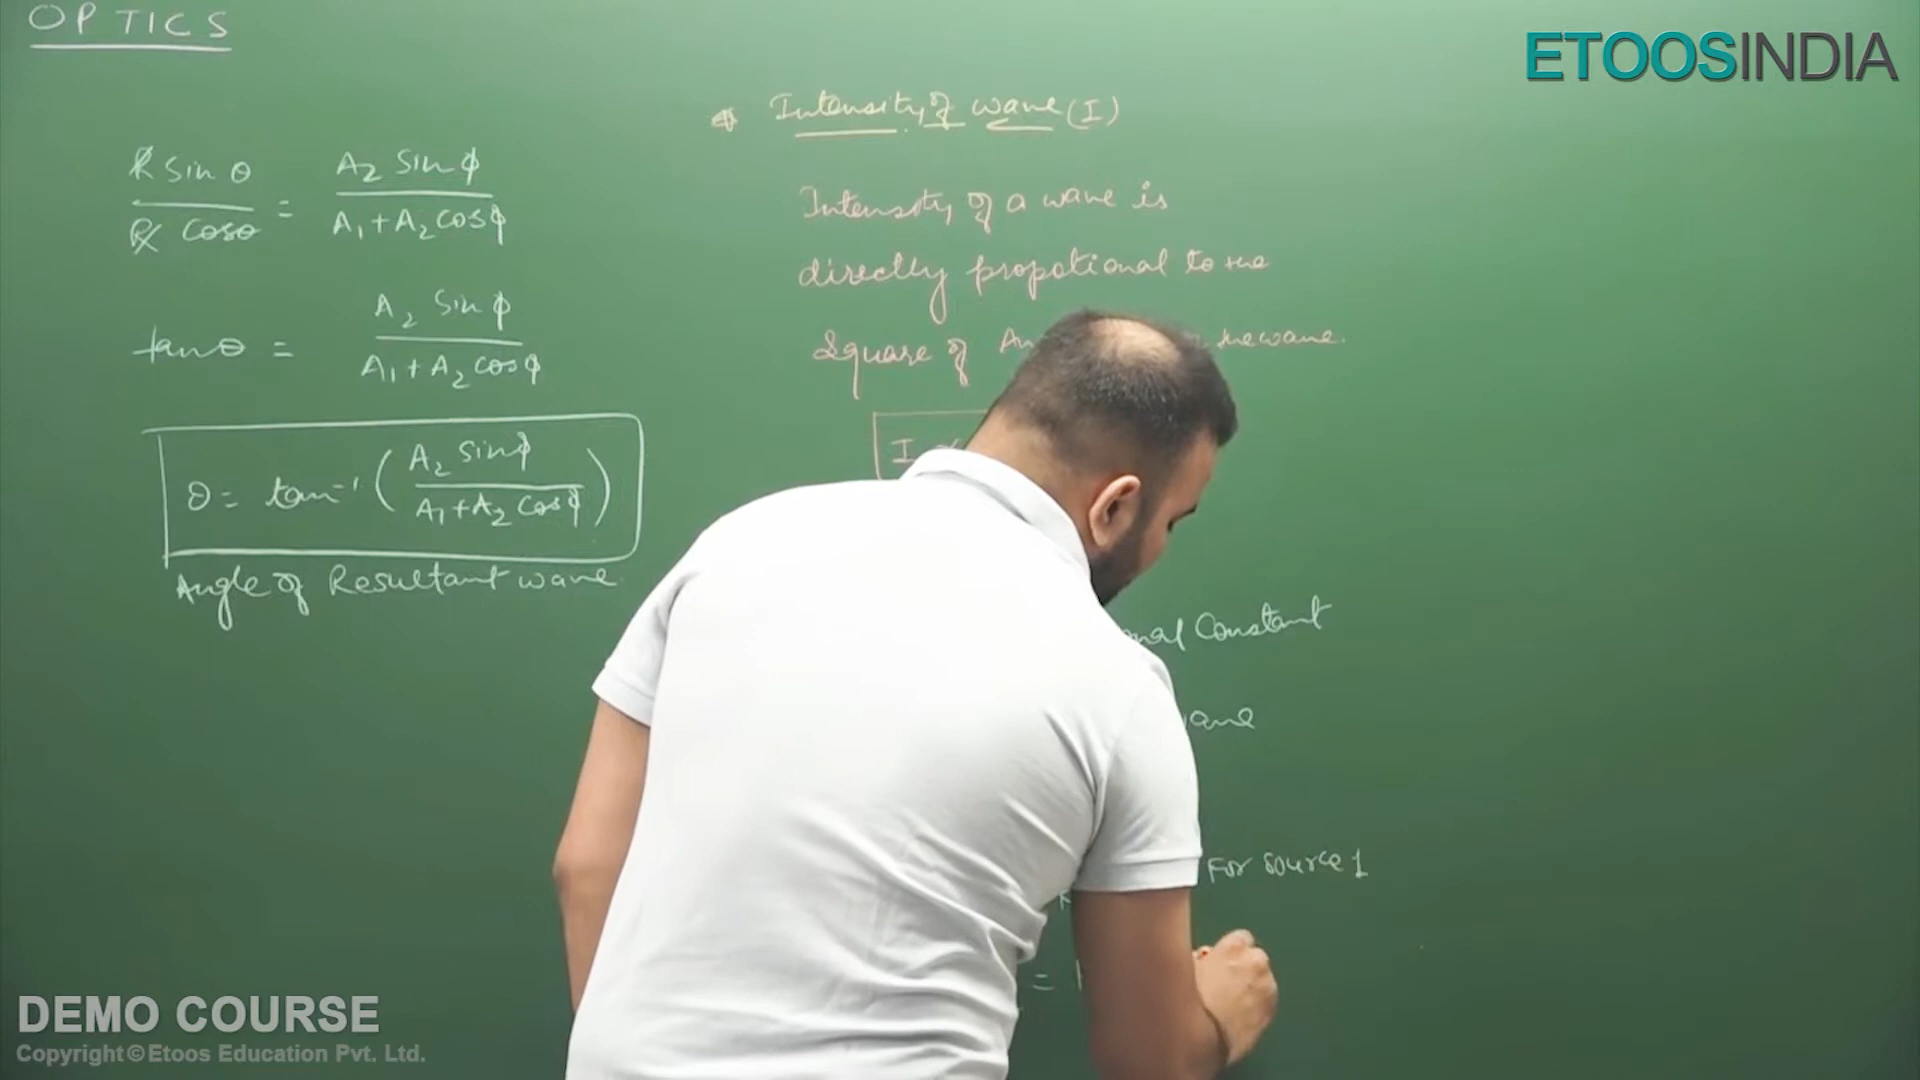 OPTICS
ETOOSINDIA
R sin θ / R cos θ = A₂ sin φ / A₁ + A₂ cos φ
tan θ = A₂ sin φ / A₁ + A₂ cos φ
θ = tan⁻¹ ( A₂ sin φ / A₁ + A₂ cos φ )
Angle of Resultant wave
Intensity of wave (I)
Intensity of a wave is
directly propotional to the
Square of
the wave.
I ∝
Constant
For source 1
=
DEMO COURSE
Copyright © Etoos Education Pvt. Ltd.